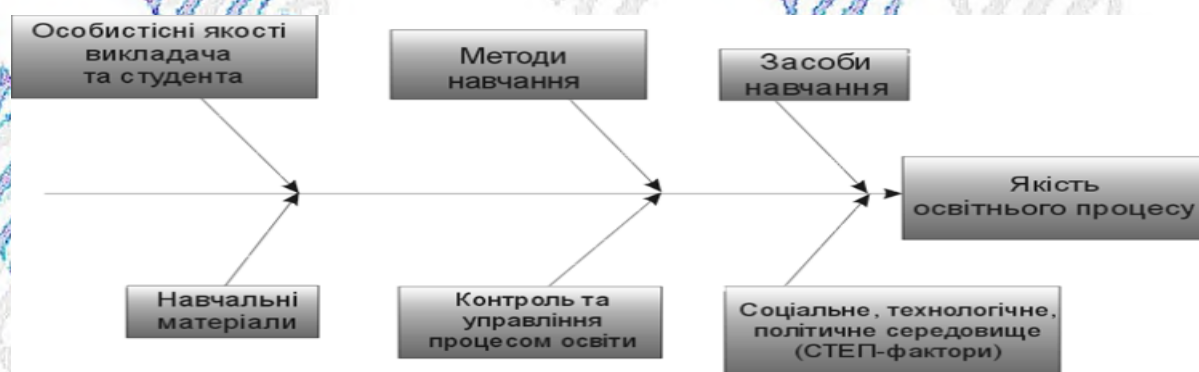 Особистісні якості
викладача
та студента
Методи
навчання
Засоби
навчання
Якість
освітнього процесу
Навчальні
матеріали
Контроль та
управління
процесом освіти
Соціальне, технологічне,
політичне середовище
(СТЕП-фактори)